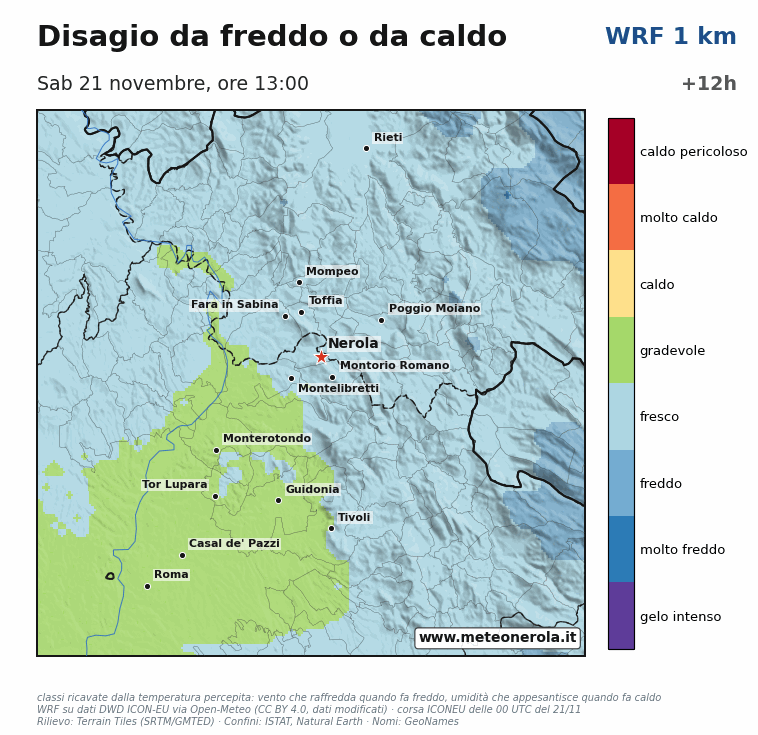 Disagio da freddo o da caldo
WRF 1 km
Sab 21 novembre, ore 13:00
+12h
Rieti
Mompeo
Toffia
Fara in Sabina
Poggio Moiano
Nerola
Montorio Romano
Montelibretti
Monterotondo
Tor Lupara
Guidonia
Tivoli
Casal de' Pazzi
Roma
www.meteonerola.it
caldo pericoloso
molto caldo
caldo
gradevole
fresco
freddo
molto freddo
gelo intenso
classi ricavate dalla temperatura percepita: vento che raffredda quando fa freddo, umidità che appesantisce quando fa caldo
WRF su dati DWD ICON-EU via Open-Meteo (CC BY 4.0, dati modificati) · corsa ICONEU delle 00 UTC del 21/11
Rilievo: Terrain Tiles (SRTM/GMTED) · Confini: ISTAT, Natural Earth · Nomi: GeoNames